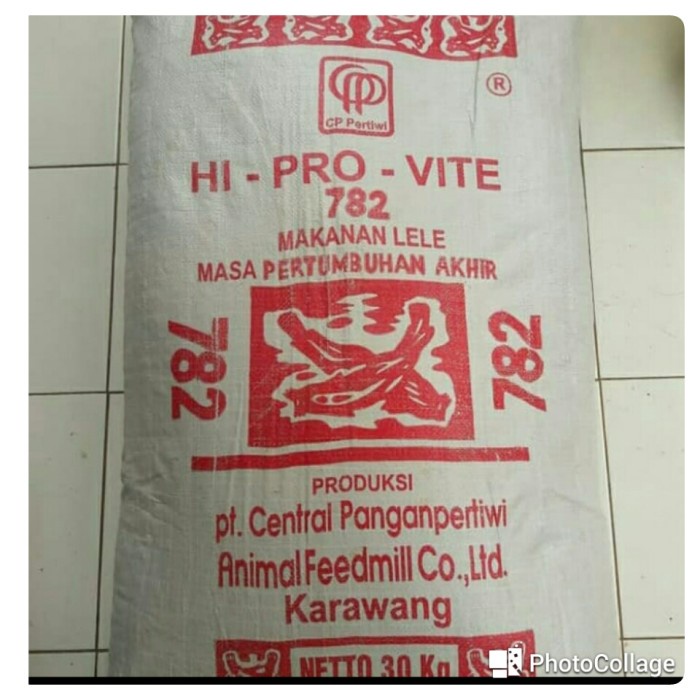 CP Pertiwi
®
HI - PRO - VITE
782
MAKANAN LELE
MASA PERTUMBUHAN AKHIR
782
782
PRODUKSI
pt. Central Panganpertiwi
Animal Feedmill Co.,Ltd.
Karawang
NETTO 30 Kg
PhotoCollage